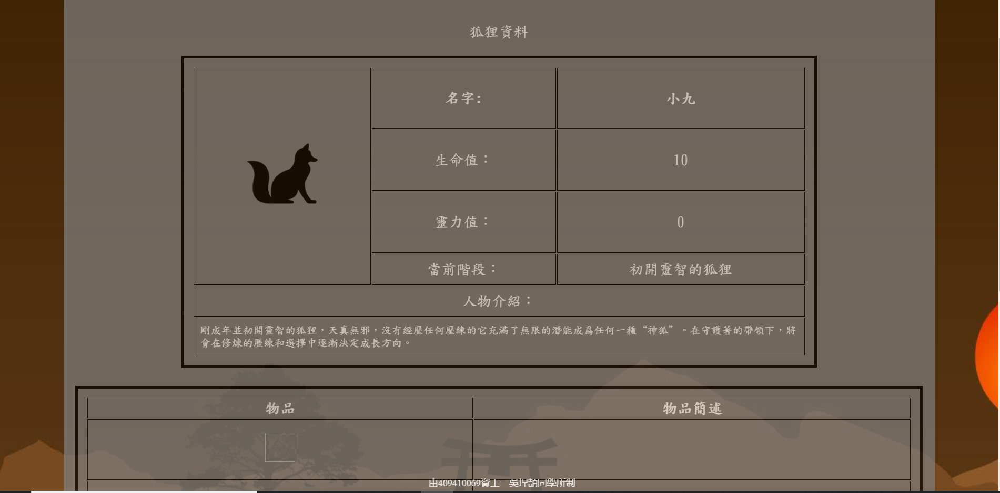 狐狸資料
名字: 小九
生命值： 10
靈力值： 0
當前階段： 初開靈智的狐狸
人物介紹：
剛成年並初開靈智的狐狸，天真無邪，沒有經歷任何歷練的它充滿了無限的潛能成爲任何一種“神狐”。在守護著的帶領下，將
會在修煉的歷練和選擇中逐漸決定成長方向。
物品 物品簡述
由409410069資工一吳埕頡同學所制